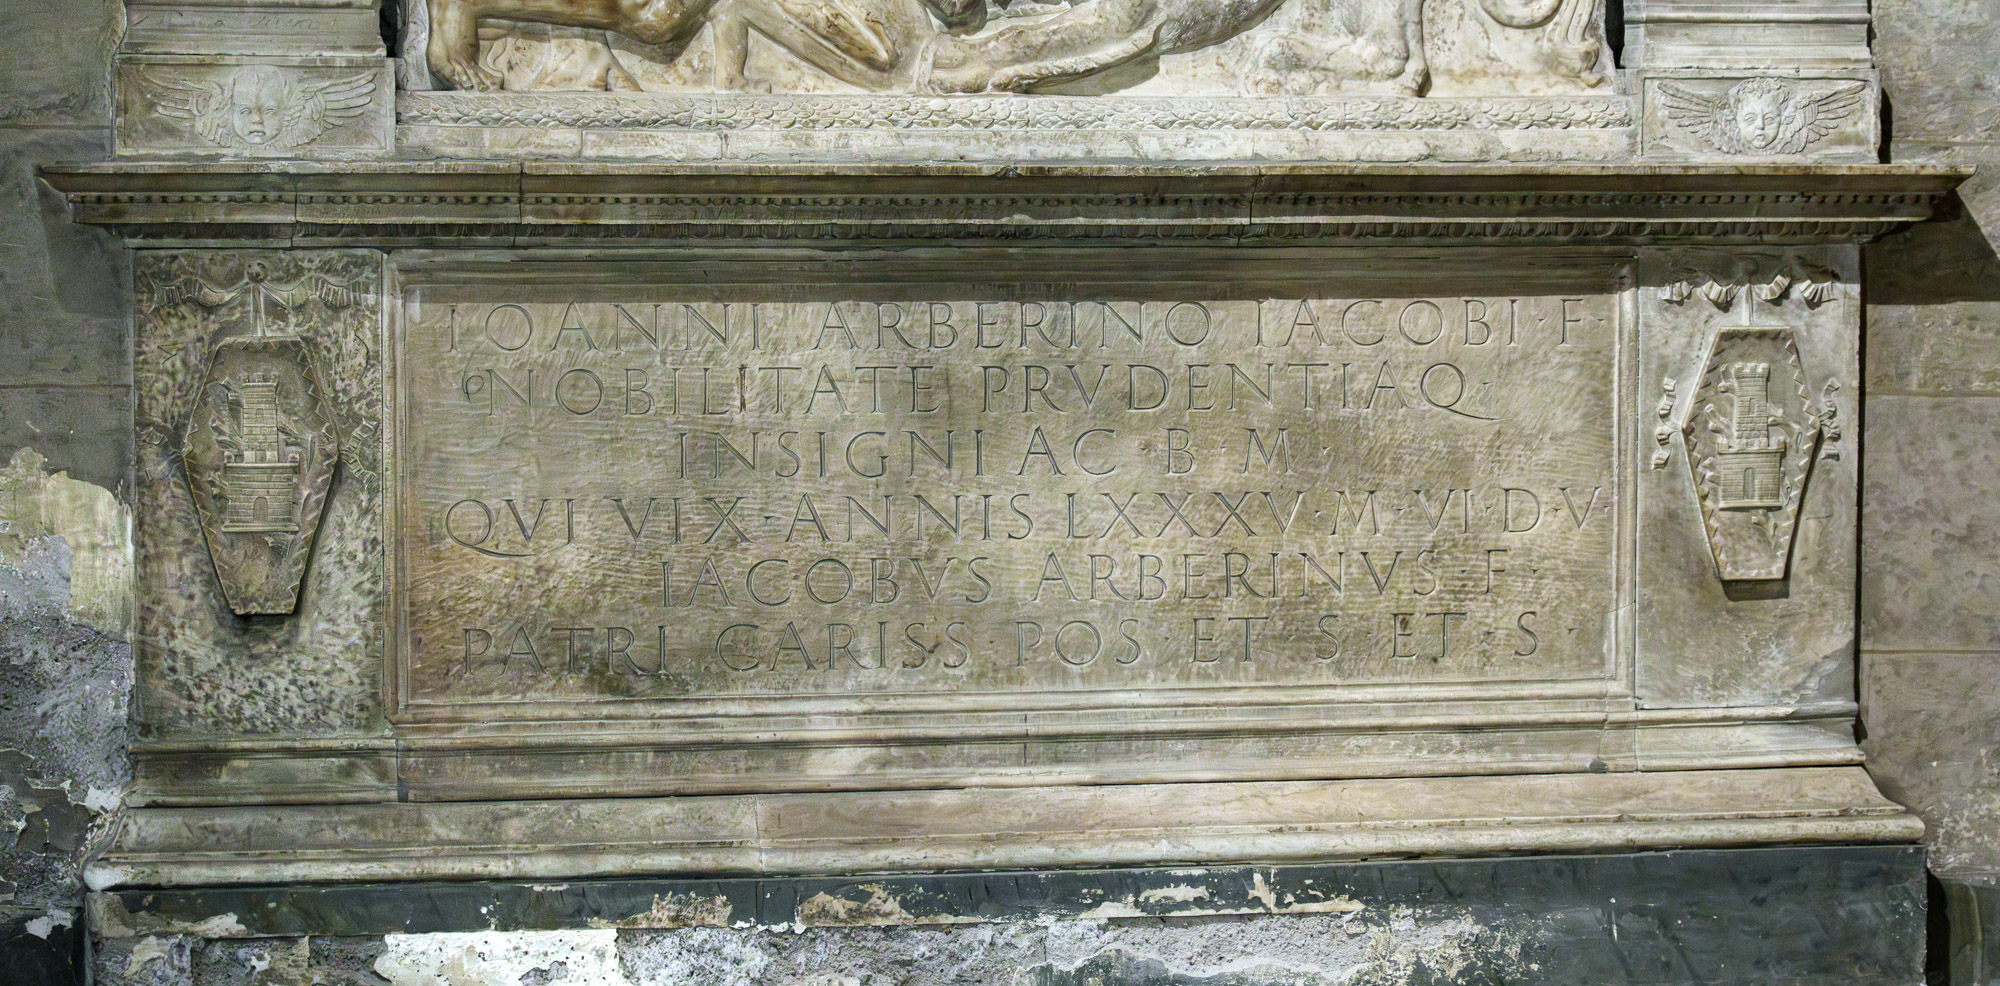 IOANNI ARBERINO IACOBI · F ·
NOBILITATE PRVDENTIAQ ·
INSIGNI AC B · M ·
QVI VIX · ANNIS LXXXV · M · VI · D · V ·
IACOBVS ARBERINVS · F ·
PATRI CARISS POS ET S ET · S ·